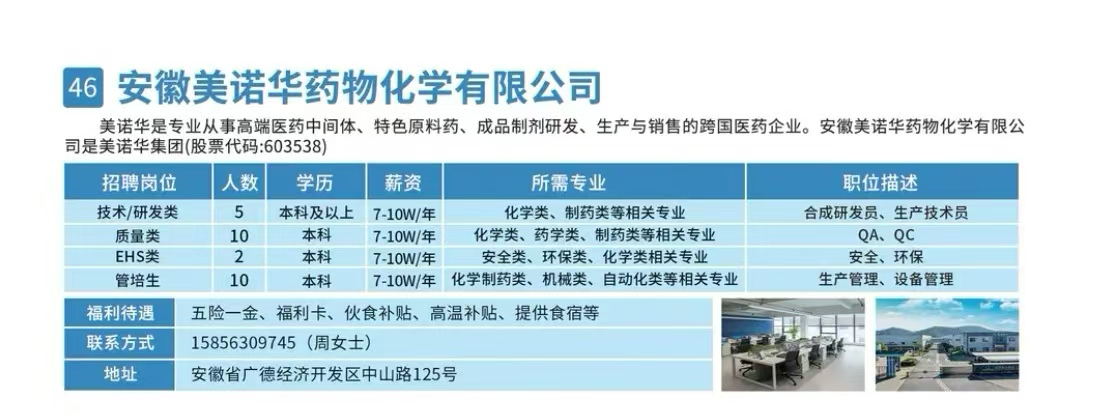 46 安徽美诺华药物化学有限公司
美诺华是专业从事高端医药中间体、特色原料药、成品制剂研发、生产与销售的跨国医药企业。安徽美诺华药物化学有限公
司是美诺华集团(股票代码:603538)
招聘岗位 人数 学历 薪资 所需专业 职位描述
技术/研发类 5 本科及以上 7-10W/年 化学类、制药类等相关专业 合成研发员、生产技术员
质量类 10 本科 7-10W/年 化学类、药学类、制药类等相关专业 QA、QC
EHS类 2 本科 7-10W/年 安全类、环保类、化学类相关专业 安全、环保
管培生 10 本科 7-10W/年 化学制药类、机械类、自动化类等相关专业 生产管理、设备管理
福利待遇 五险一金、福利卡、伙食补贴、高温补贴、提供食宿等
联系方式 15856309745（周女士）
地址 安徽省广德经济开发区中山路125号